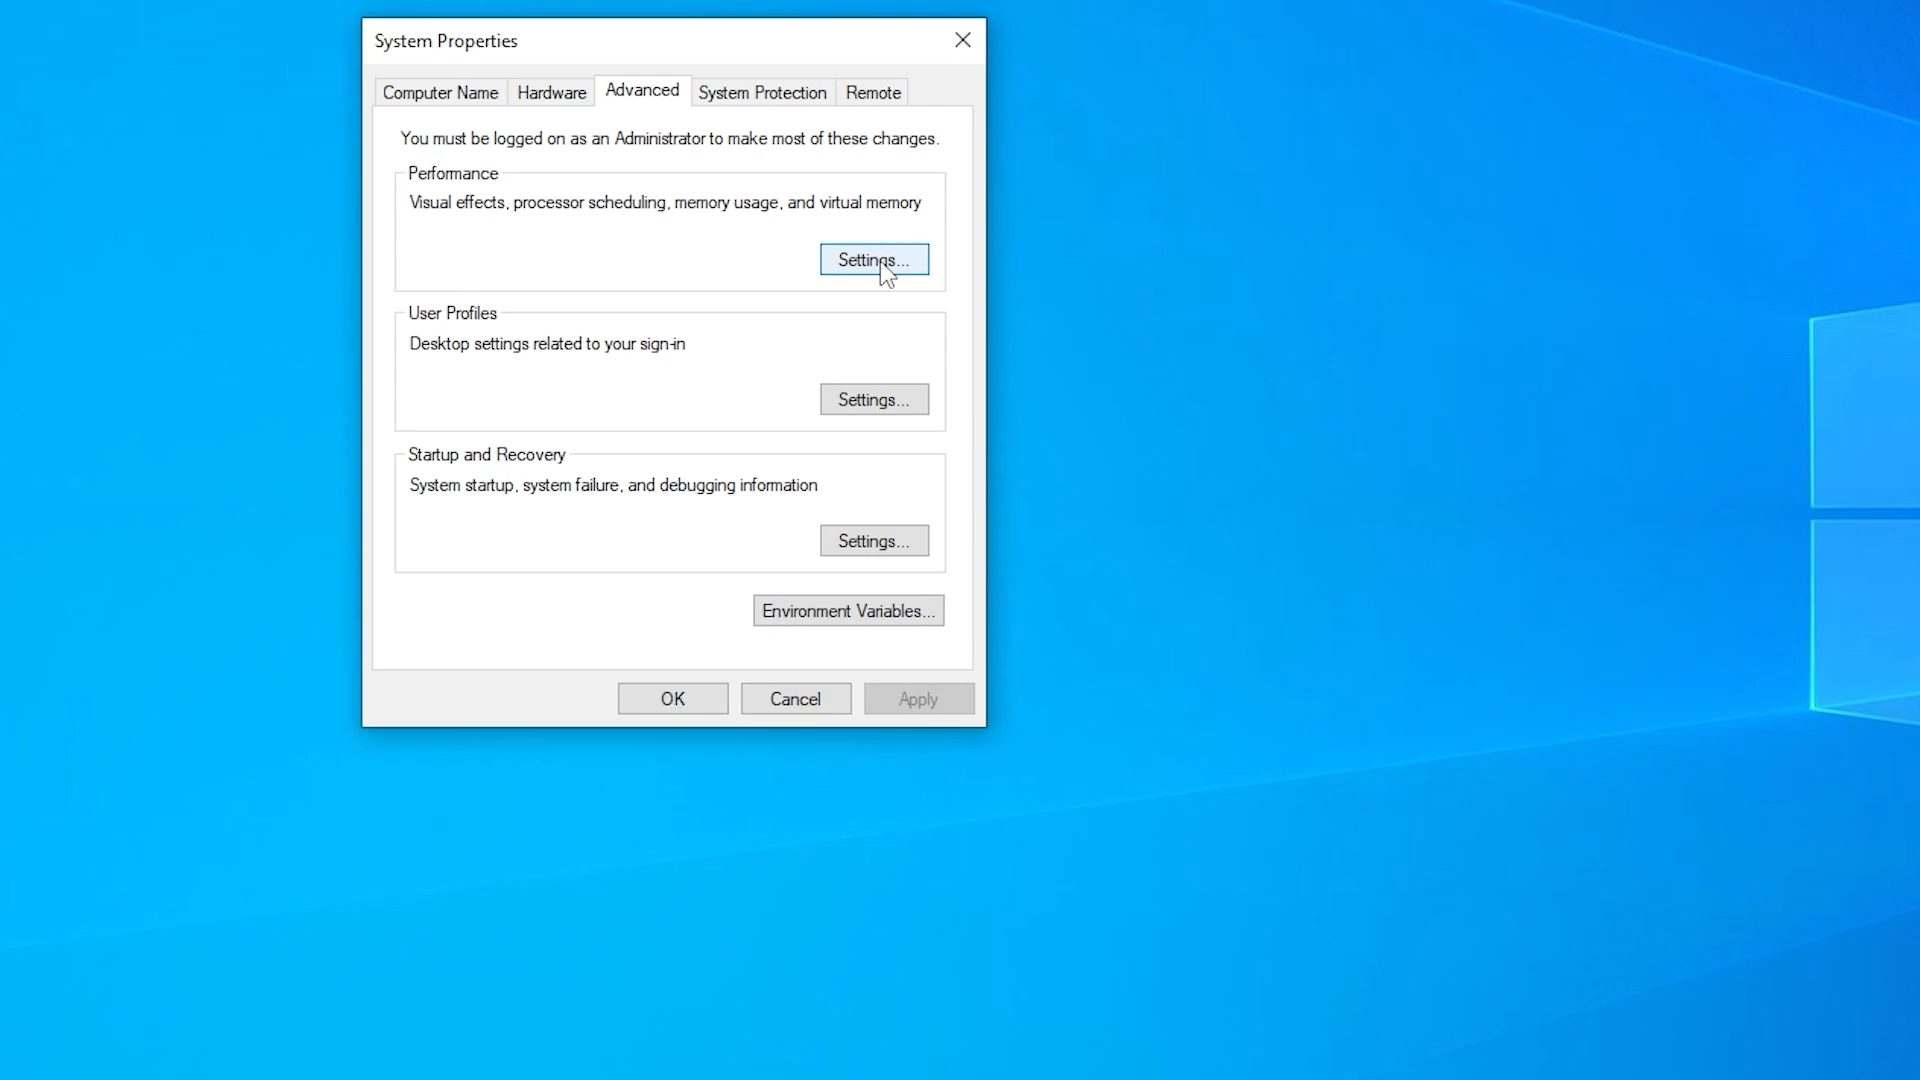 System Properties
Computer Name
Hardware
Advanced
System Protection
Remote
You must be logged on as an Administrator to make most of these changes.
Performance
Visual effects, processor scheduling, memory usage, and virtual memory
Settings...
User Profiles
Desktop settings related to your sign-in
Settings...
Startup and Recovery
System startup, system failure, and debugging information
Settings...
Environment Variables...
OK
Cancel
Apply